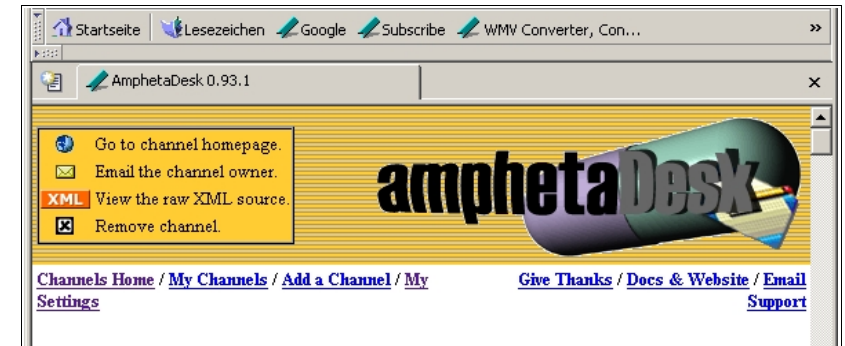 Startseite Lesezeichen Google Subscribe WMV Converter, Con... »
AmphetaDesk 0.93.1
Go to channel homepage.
Email the channel owner.
XML View the raw XML source.
Remove channel.
amphetaDesk
Channels Home / My Channels / Add a Channel / My
Settings
Give Thanks / Docs & Website / Email
Support